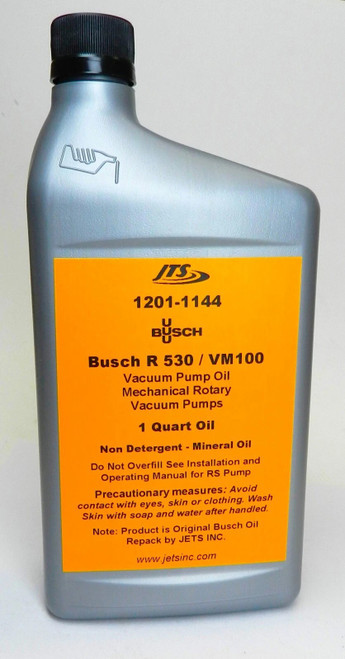 JTS
1201-1144
BUSCH
Busch R 530 / VM100
Vacuum Pump Oil
Mechanical Rotary
Vacuum Pumps
1 Quart Oil
Non Detergent - Mineral Oil
Do Not Overfill See Installation and
Operating Manual for RS Pump
Precautionary measures: Avoid
contact with eyes, skin or clothing. Wash
Skin with soap and water after handled.
Note: Product is Original Busch Oil
Repack by JETS INC.
www.jetsinc.com